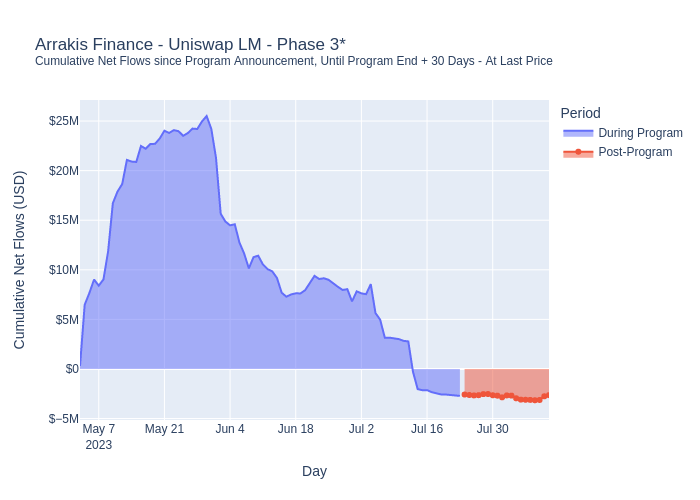 Arrakis Finance - Uniswap LM - Phase 3*
Cumulative Net Flows since Program Announcement, Until Program End + 30 Days - At Last Price
Period
During Program
Post-Program
Cumulative Net Flows (USD)
$25M
$20M
$15M
$10M
$5M
$0
$−5M
May 7
2023
May 21
Jun 4
Jun 18
Jul 2
Jul 16
Jul 30
Day